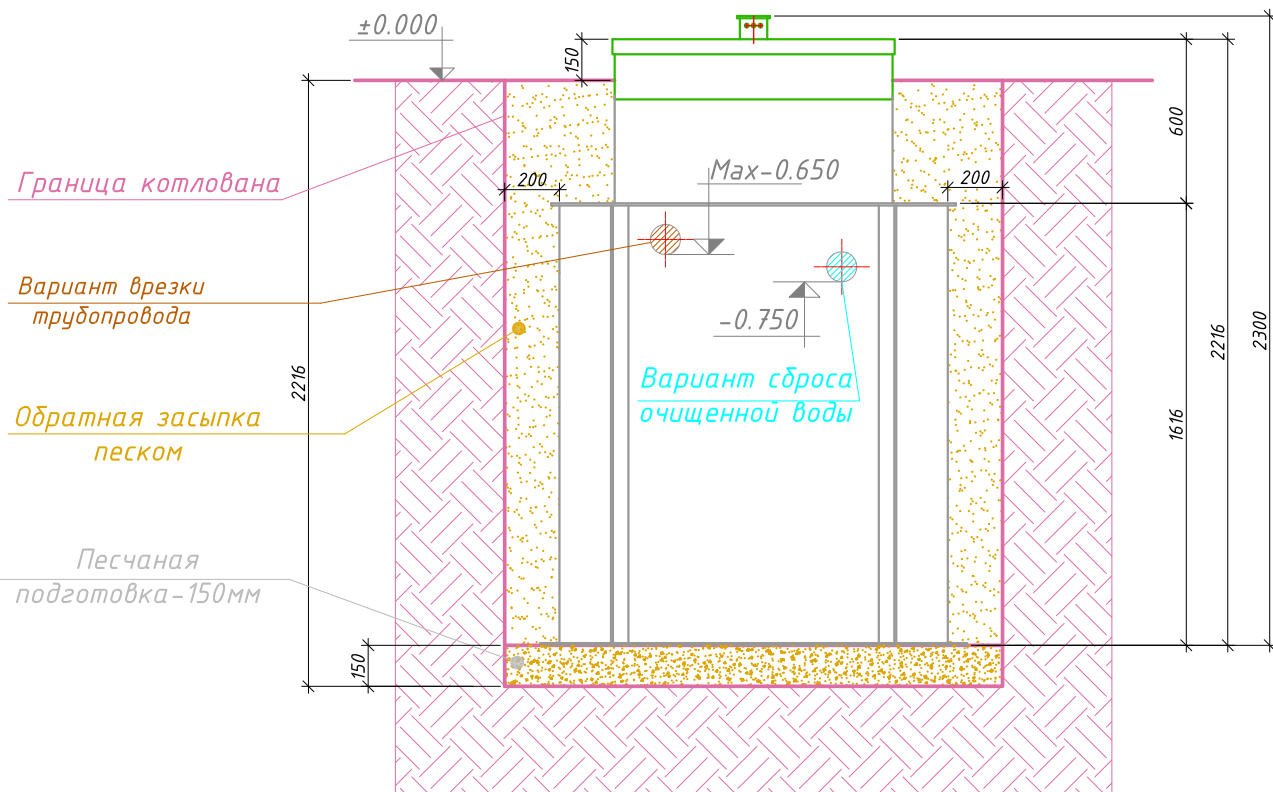 ±0.000
150
600
Max-0.650
200
200
Граница котлована
Вариант врезки
трубопровода
-0.750
2300
2216
2216
Вариант сброса
очищенной воды
1616
Обратная засыпка
песком
Песчаная
подготовка-150мм
150